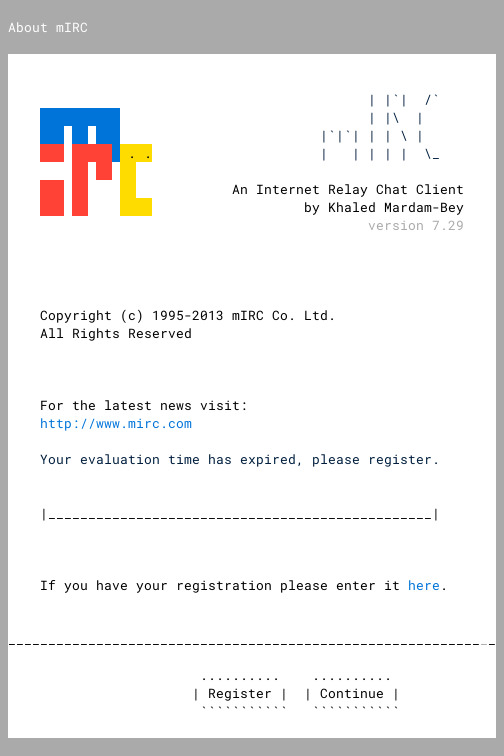 About mIRC
An Internet Relay Chat Client
by Khaled Mardam-Bey
version 7.29
Copyright (c) 1995-2013 mIRC Co. Ltd.
All Rights Reserved
For the latest news visit:
http://www.mirc.com
Your evaluation time has expired, please register.
If you have your registration please enter it here.
| Register | | Continue |